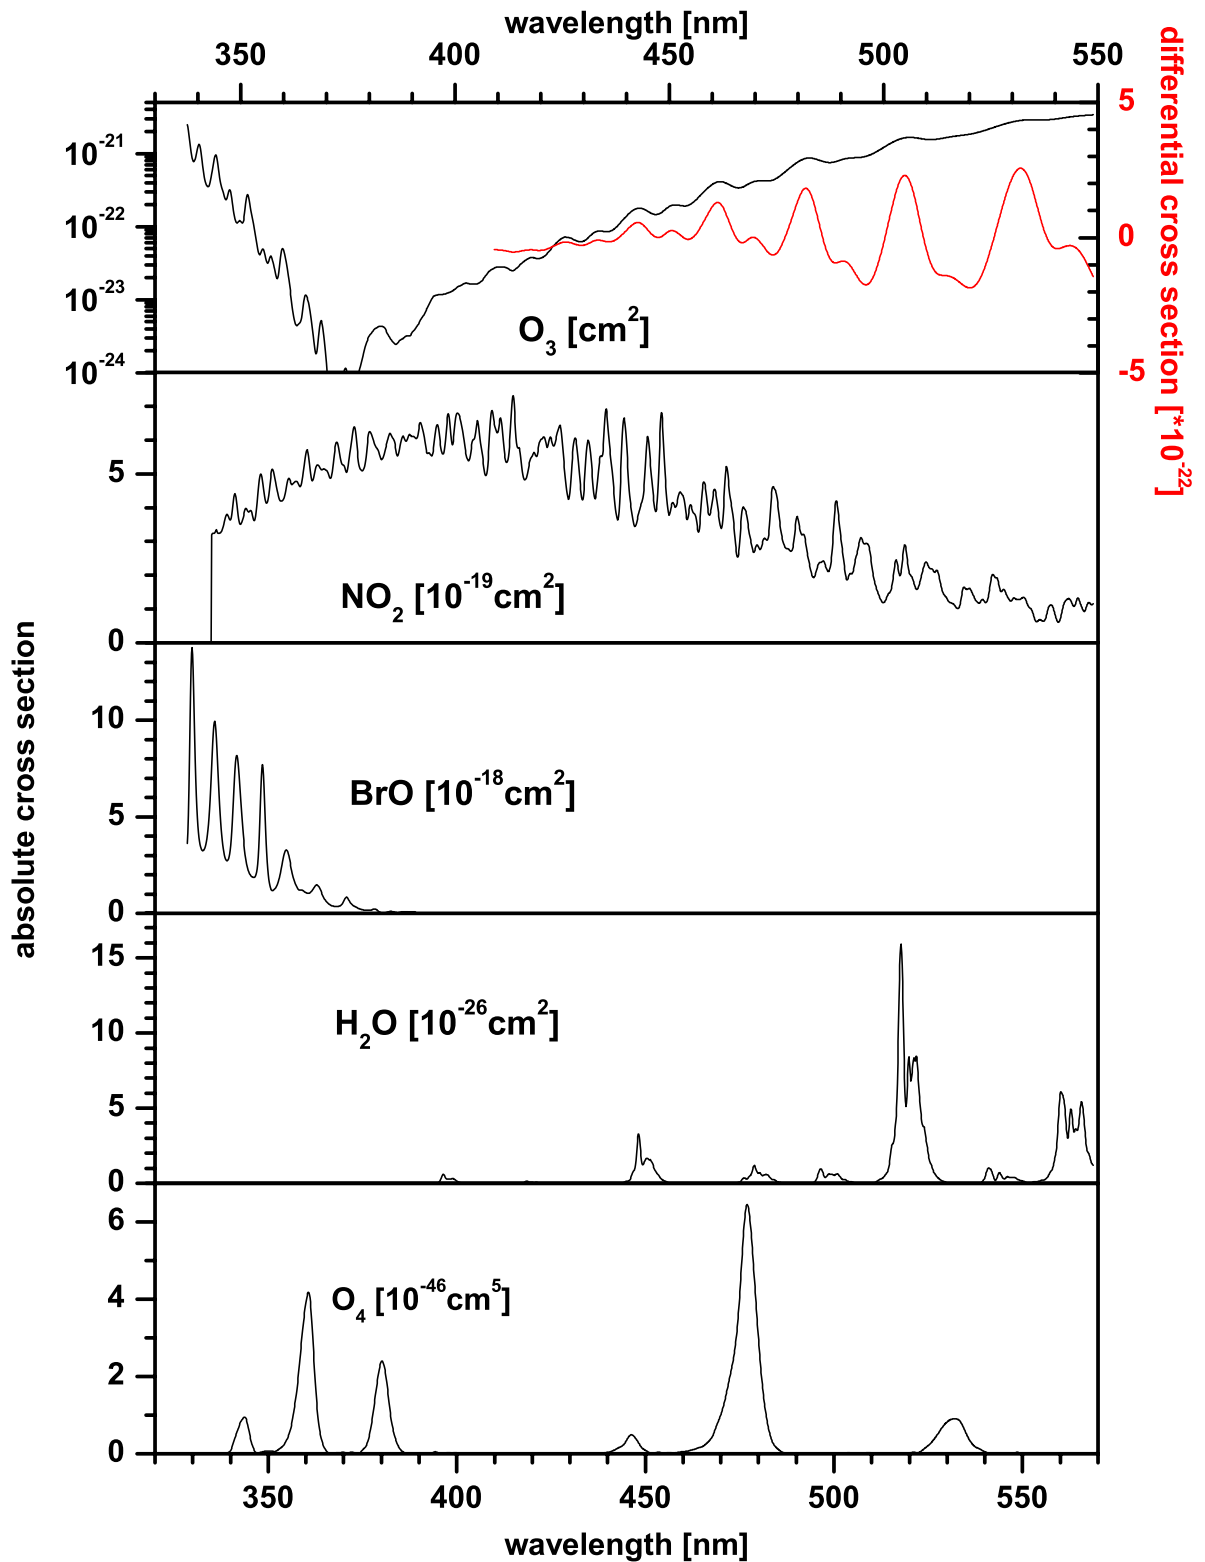 wavelength [nm]
350 400 450 500 550
differential cross section [*10⁻²²]
5
0
-5
10⁻²¹
10⁻²²
10⁻²³
10⁻²⁴
O₃ [cm²]
5
0
NO₂ [10⁻¹⁹cm²]
absolute cross section
10
5
0
BrO [10⁻¹⁸cm²]
15
10
5
0
H₂O [10⁻²⁶cm²]
6
4
2
0
O₄ [10⁻⁴⁶cm⁵]
350 400 450 500 550
wavelength [nm]